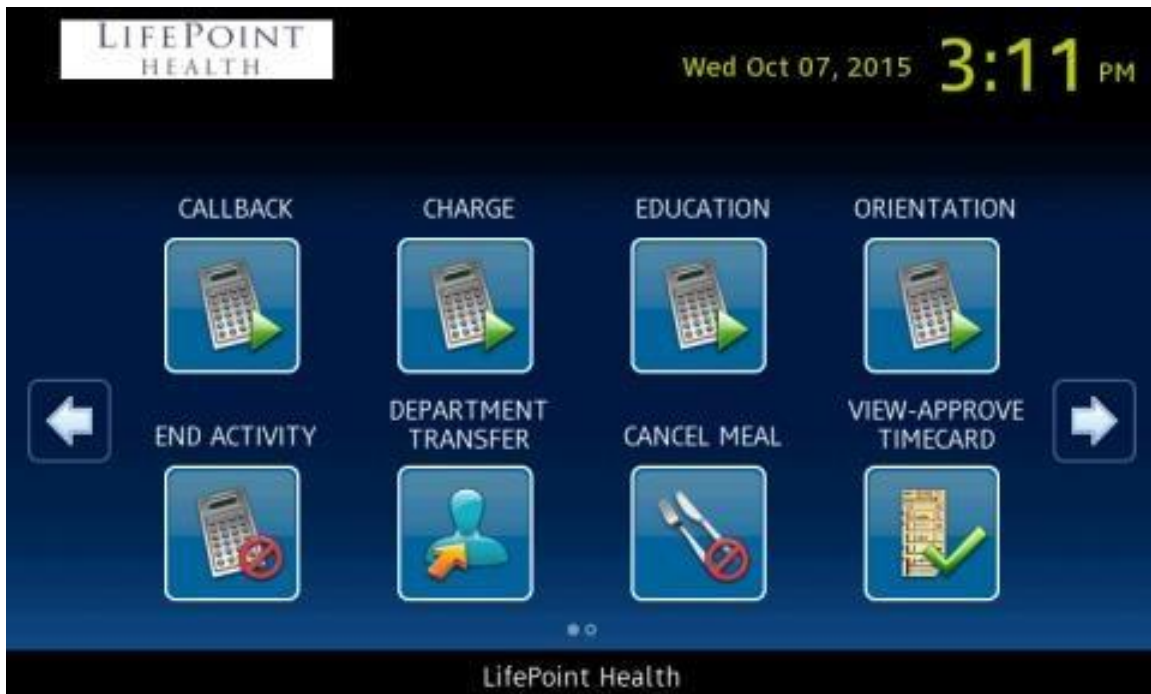 LIFEPOINT
HEALTH
Wed Oct 07, 2015 3:11 PM
CALLBACK
CHARGE
EDUCATION
ORIENTATION
END ACTIVITY
DEPARTMENT
TRANSFER
CANCEL MEAL
VIEW-APPROVE
TIMECARD
LifePoint Health